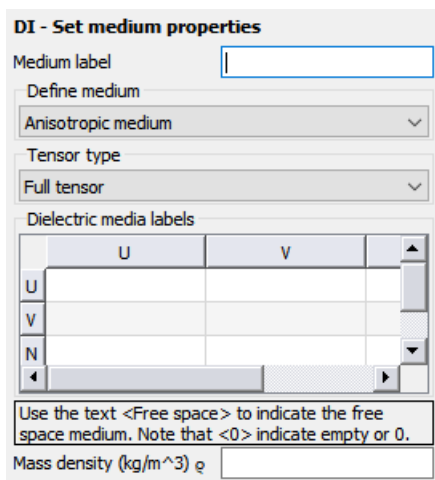 DI - Set medium properties
Medium label
Define medium
Anisotropic medium
Tensor type
Full tensor
Dielectric media labels
U V
U
V
N
Use the text <Free space> to indicate the free
space medium. Note that <0> indicate empty or 0.
Mass density (kg/m^3) ρ